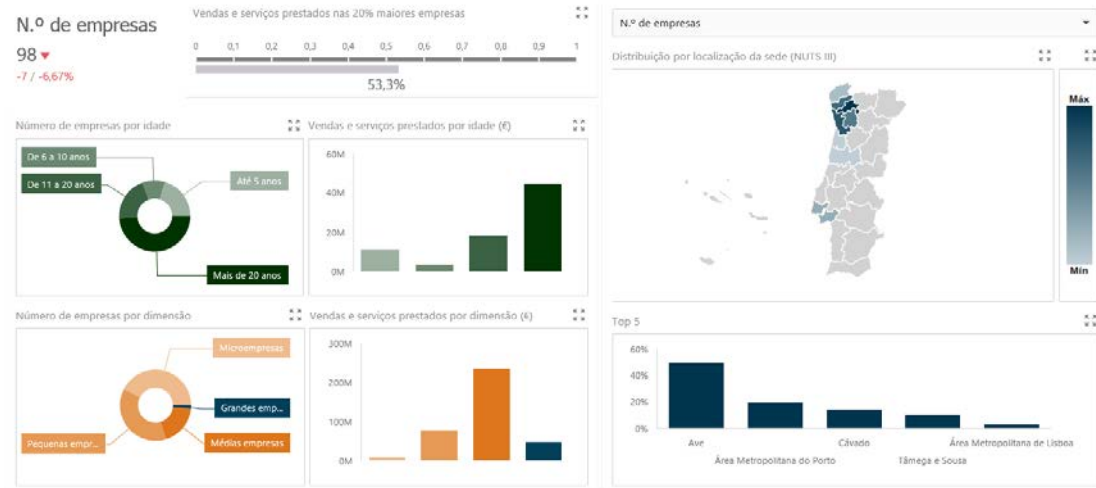 N.º de empresas
98
-7 / -6,67%
Vendas e serviços prestados nas 20% maiores empresas
0 0,1 0,2 0,3 0,4 0,5 0,6 0,7 0,8 0,9 1
53,3%
Número de empresas por idade
De 6 a 10 anos
De 11 a 20 anos
Até 5 anos
Mais de 20 anos
Vendas e serviços prestados por idade (€)
60M
40M
20M
0M
Número de empresas por dimensão
Microempresas
Grandes emp...
Pequenas empr...
Médias empresas
Vendas e serviços prestados por dimensão (€)
300M
200M
100M
0M
N.º de empresas
Distribuição por localização da sede (NUTS III)
Máx
Mín
Top 5
60%
40%
20%
0%
Ave
Área Metropolitana do Porto
Cávado
Tâmega e Sousa
Área Metropolitana de Lisboa